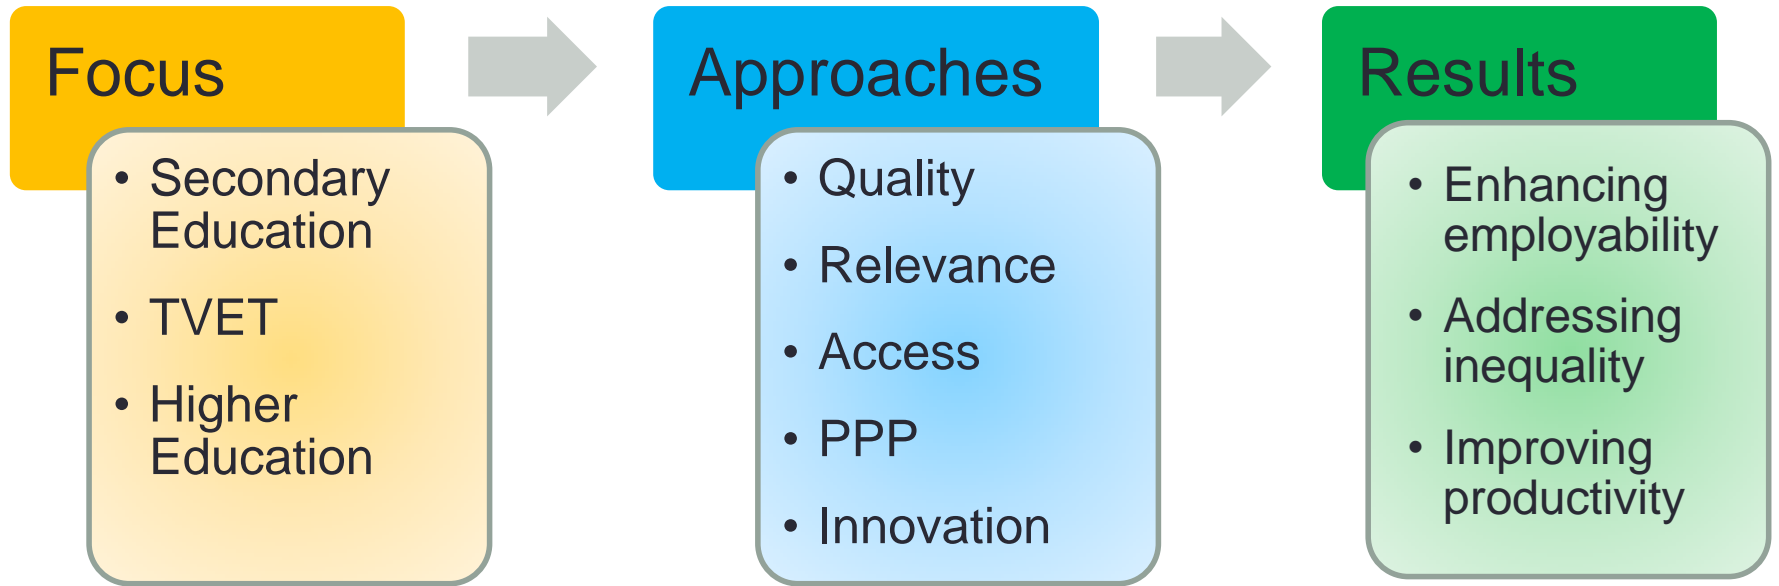 Focus
• Secondary
Education
• TVET
• Higher
Education
Approaches
• Quality
• Relevance
• Access
• PPP
• Innovation
Results
• Enhancing
employability
• Addressing
inequality
• Improving
productivity